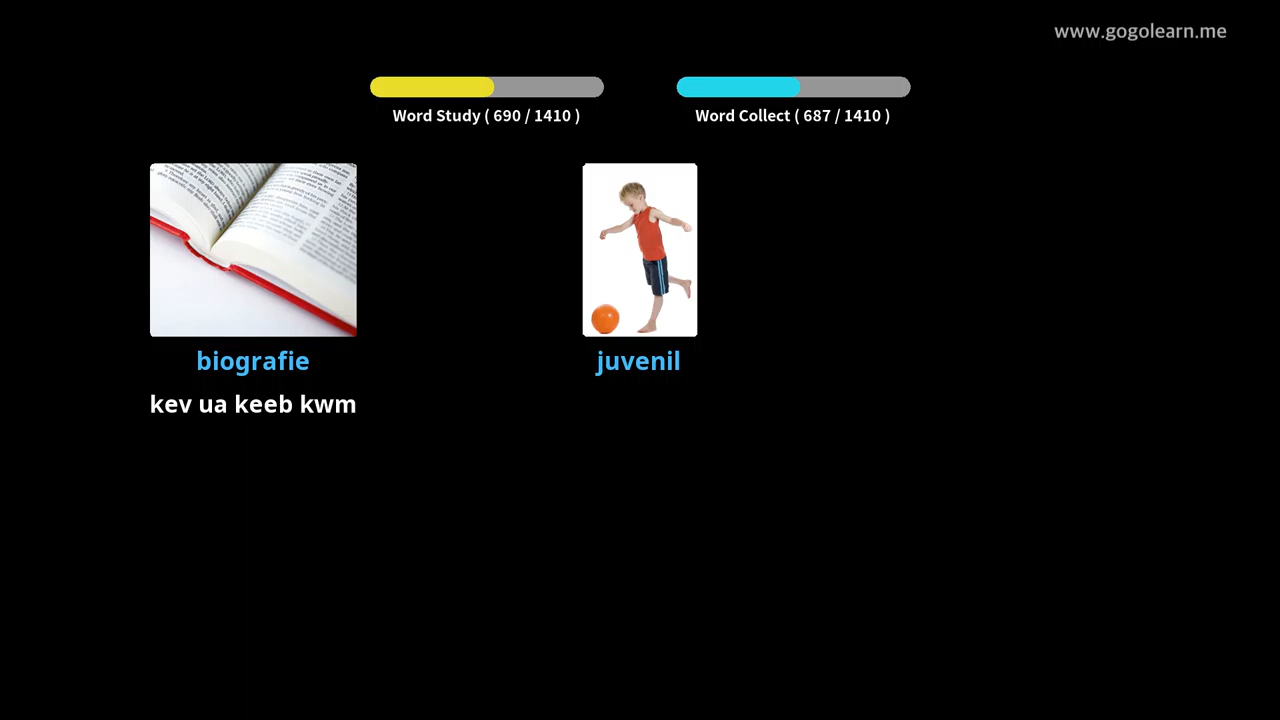 www.gogolearn.me
Word Study ( 690 / 1410 )
Word Collect ( 687 / 1410 )
biografie
juvenil
kev ua keeb kwm